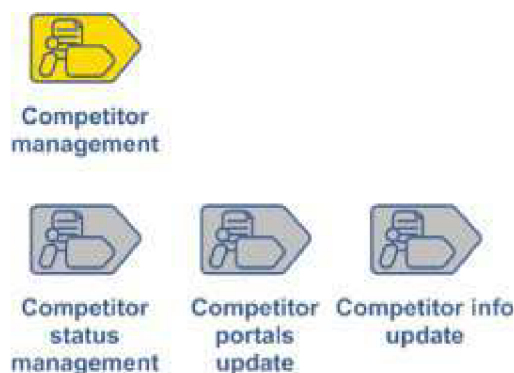 Competitor
management
Competitor
status
management
Competitor
portals
update
Competitor info
update